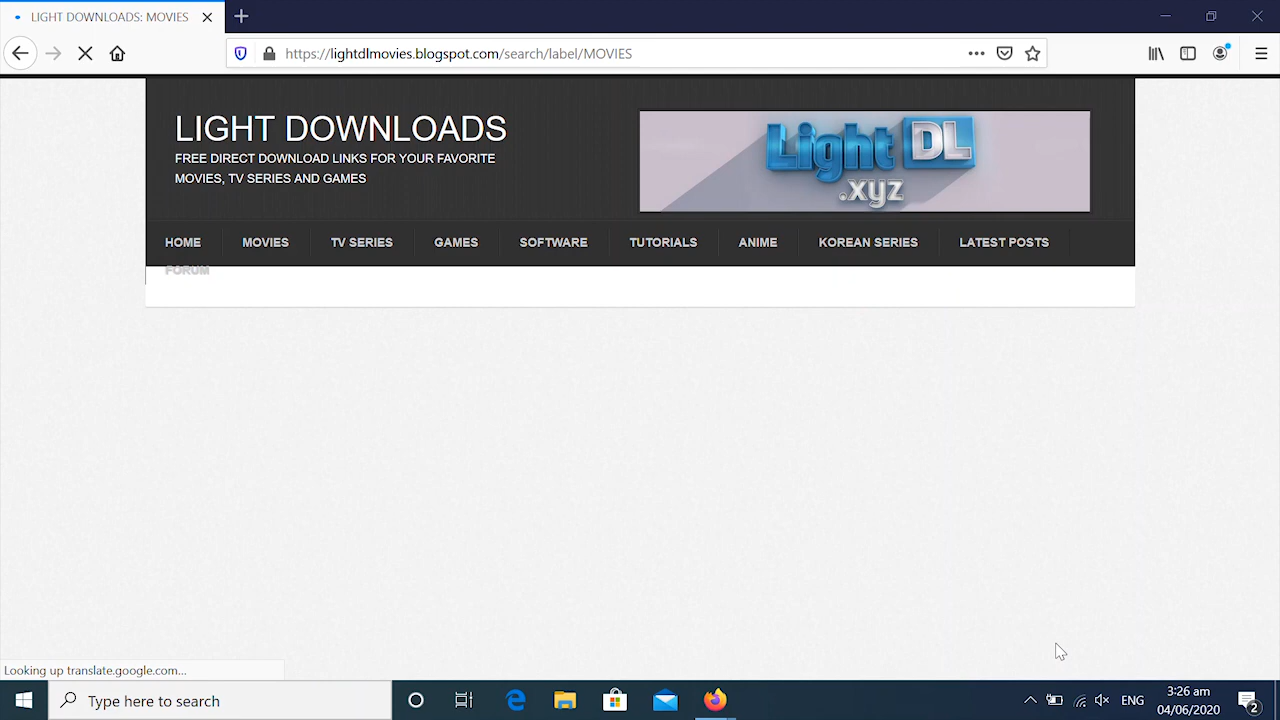 LIGHT DOWNLOADS: MOVIES
https://lightdlmovies.blogspot.com/search/label/MOVIES
LIGHT DOWNLOADS
FREE DIRECT DOWNLOAD LINKS FOR YOUR FAVORITE
MOVIES, TV SERIES AND GAMES
Light DL
.xyz
HOME MOVIES TV SERIES GAMES SOFTWARE TUTORIALS ANIME KOREAN SERIES LATEST POSTS
FORUM
Looking up translate.google.com...
Type here to search
ENG
3:26 am
04/06/2020
2